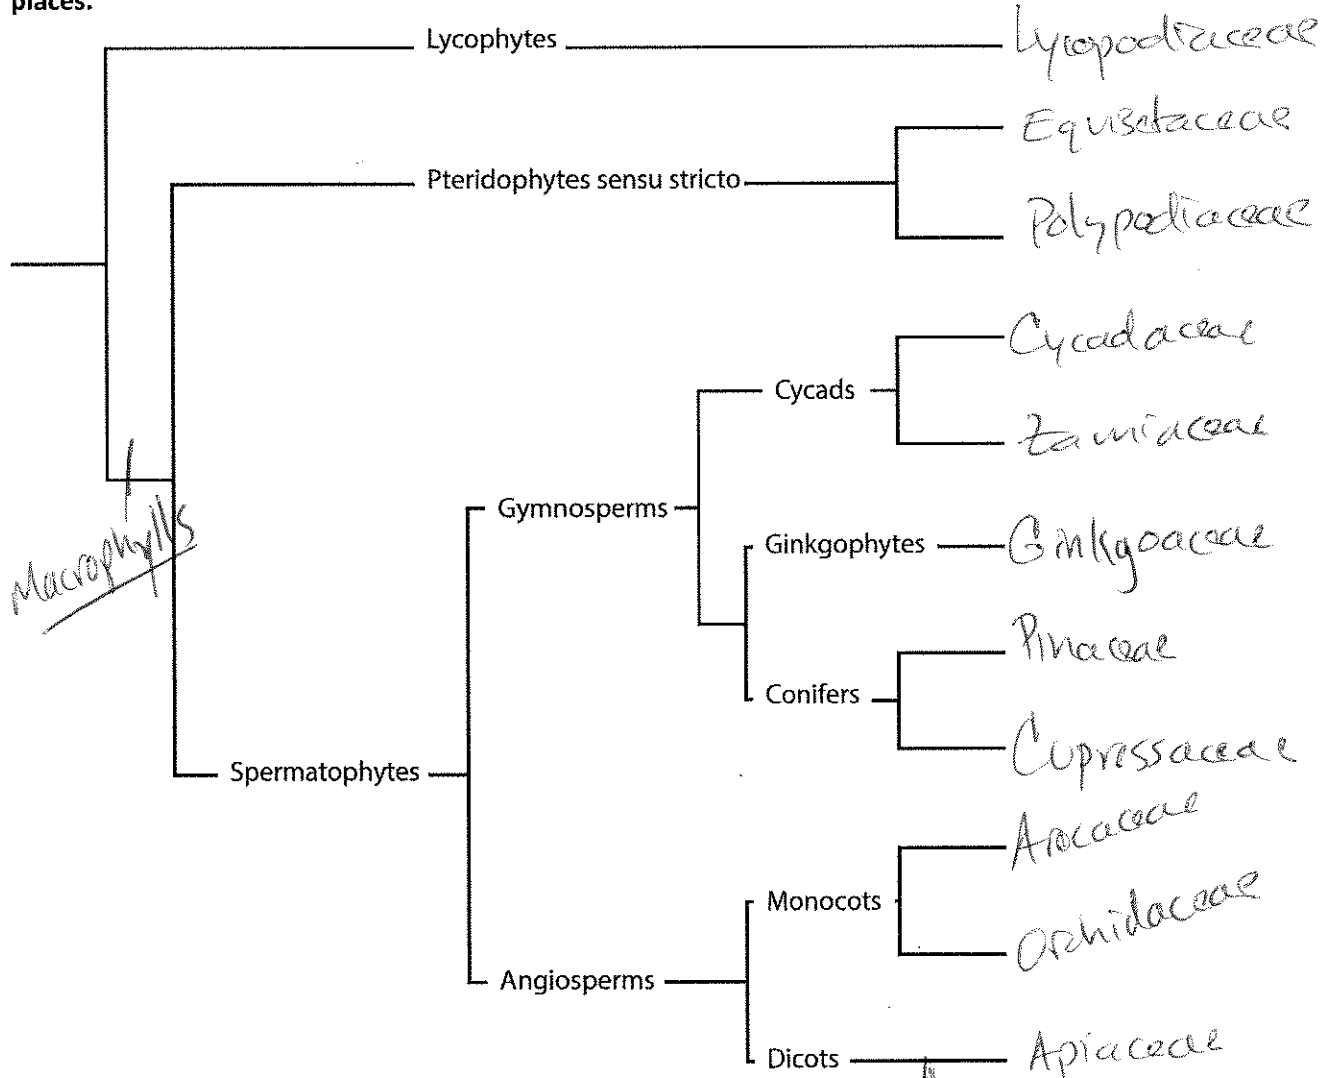 places.
Lycophytes
Lycopodiaceae
Equisetaceae
Pteridophytes sensu stricto
Polypodiaceae
Cycadaceae
Cycads
Zamiaceae
Macrophylls
Gymnosperms
Ginkgophytes
Ginkgoaceae
Pinaceae
Conifers
Cupressaceae
Spermatophytes
Arecaceae
Monocots
Orchidaceae
Angiosperms
Dicots
Apiaceae